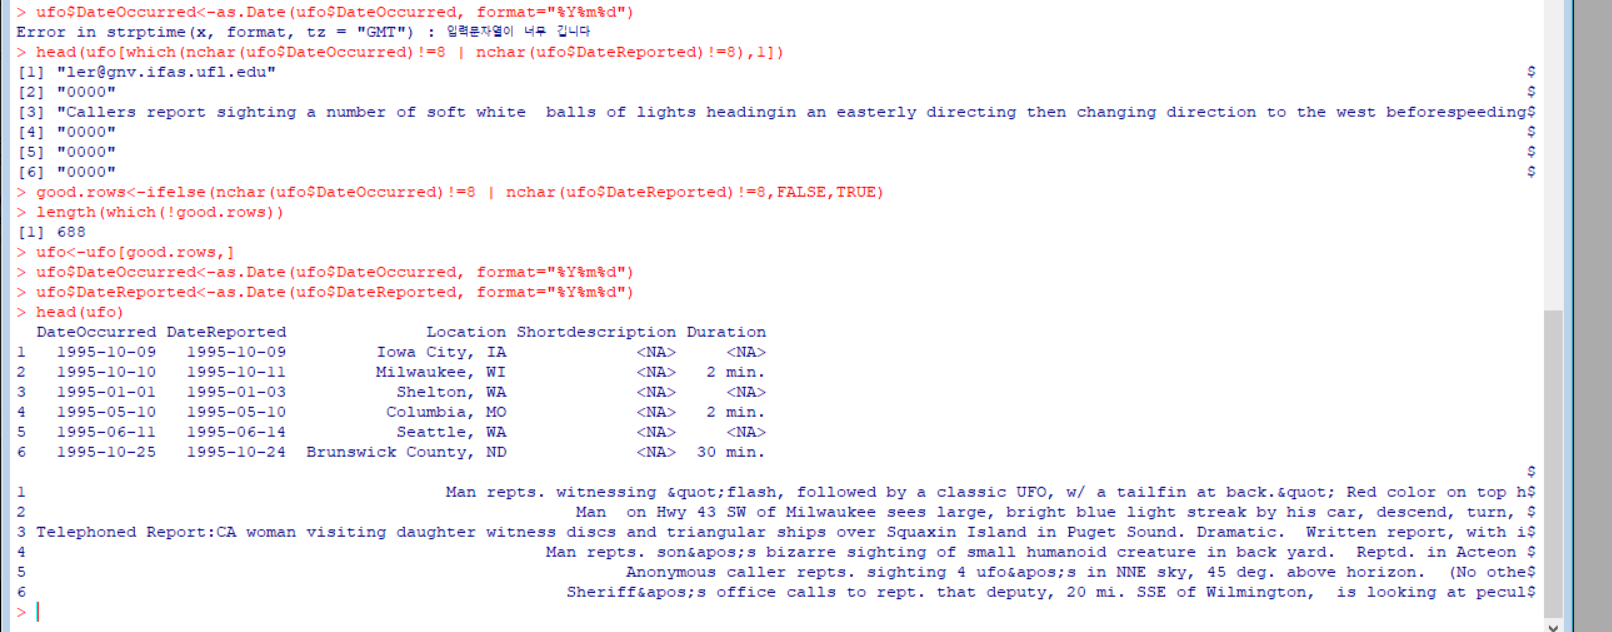 > ufo$DateOccurred<-as.Date(ufo$DateOccurred, format="%Y%m%d")
Error in strptime(x, format, tz = "GMT") : 입력문자열이 너무 깁니다
> head(ufo[which(nchar(ufo$DateOccurred)!=8 | nchar(ufo$DateReported)!=8),1])
[1] "ler@gnv.ifas.ufl.edu" $
[2] "0000" $
[3] "Callers report sighting a number of soft white  balls of lights headingin an easterly directing then changing direction to the west beforespeeding$
[4] "0000" $
[5] "0000" $
[6] "0000" $
> good.rows<-ifelse(nchar(ufo$DateOccurred)!=8 | nchar(ufo$DateReported)!=8,FALSE,TRUE)
> length(which(!good.rows))
[1] 688
> ufo<-ufo[good.rows,]
> ufo$DateOccurred<-as.Date(ufo$DateOccurred, format="%Y%m%d")
> ufo$DateReported<-as.Date(ufo$DateReported, format="%Y%m%d")
> head(ufo)
DateOccurred DateReported Location Shortdescription Duration
1 1995-10-09 1995-10-09 Iowa City, IA <NA> <NA>
2 1995-10-10 1995-10-11 Milwaukee, WI <NA> 2 min.
3 1995-01-01 1995-01-03 Shelton, WA <NA> <NA>
4 1995-05-10 1995-05-10 Columbia, MO <NA> 2 min.
5 1995-06-11 1995-06-14 Seattle, WA <NA> <NA>
6 1995-10-25 1995-10-24 Brunswick County, ND <NA> 30 min.
$
1 Man repts. witnessing &quot;flash, followed by a classic UFO, w/ a tailfin at back.&quot; Red color on top h$
2 Man  on Hwy 43 SW of Milwaukee sees large, bright blue light streak by his car, descend, turn, $
3 Telephoned Report:CA woman visiting daughter witness discs and triangular ships over Squaxin Island in Puget Sound. Dramatic.  Written report, with i$
4 Man repts. son&apos;s bizarre sighting of small humanoid creature in back yard.  Reptd. in Acteon $
5 Anonymous caller repts. sighting 4 ufo&apos;s in NNE sky, 45 deg. above horizon.  (No othe$
6 Sheriff&apos;s office calls to rept. that deputy, 20 mi. SSE of Wilmington,  is looking at pecul$
>